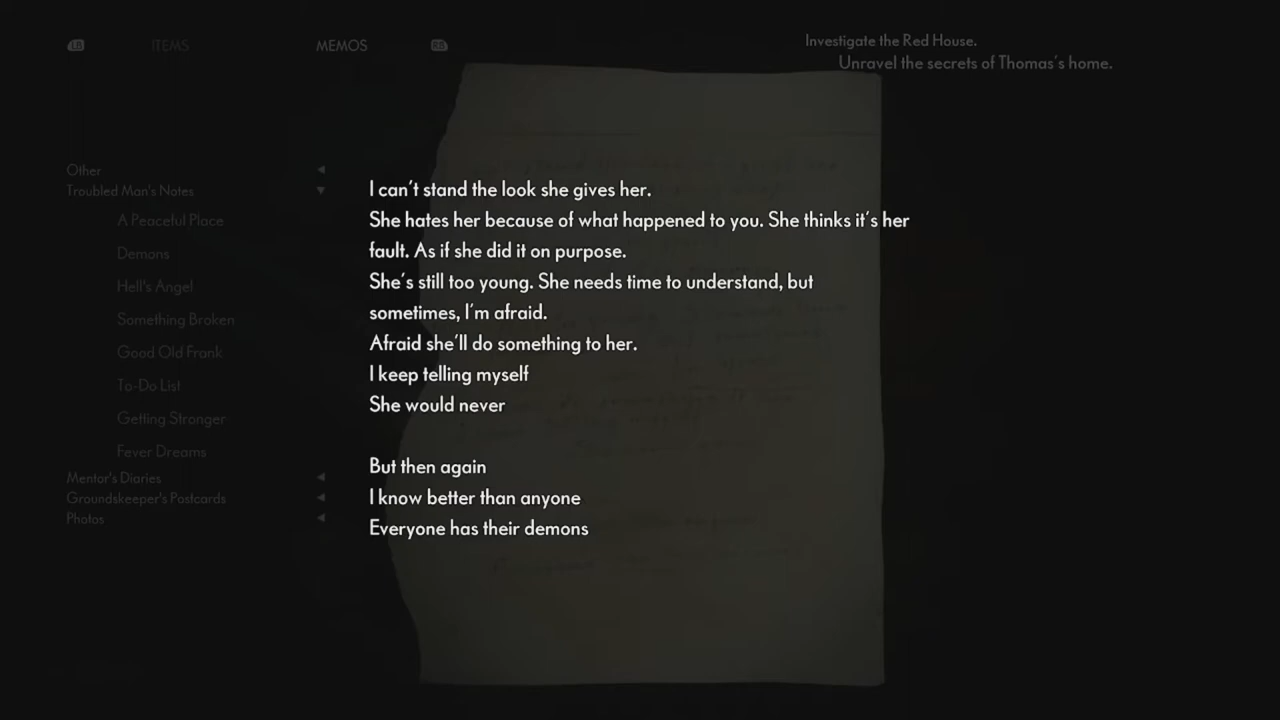 LB ITEMS MEMOS RB
Investigate the Red House.
Unravel the secrets of Thomas's home.
Other
Troubled Man's Notes
A Peaceful Place
Demons
Hell's Angel
Something Broken
Good Old Frank
To-Do List
Getting Stronger
Fever Dreams
Mentor's Diaries
Groundskeeper's Postcards
Photos
I can't stand the look she gives her.
She hates her because of what happened to you. She thinks it's her
fault. As if she did it on purpose.
She's still too young. She needs time to understand, but
sometimes, I'm afraid.
Afraid she'll do something to her.
I keep telling myself
She would never
But then again
I know better than anyone
Everyone has their demons